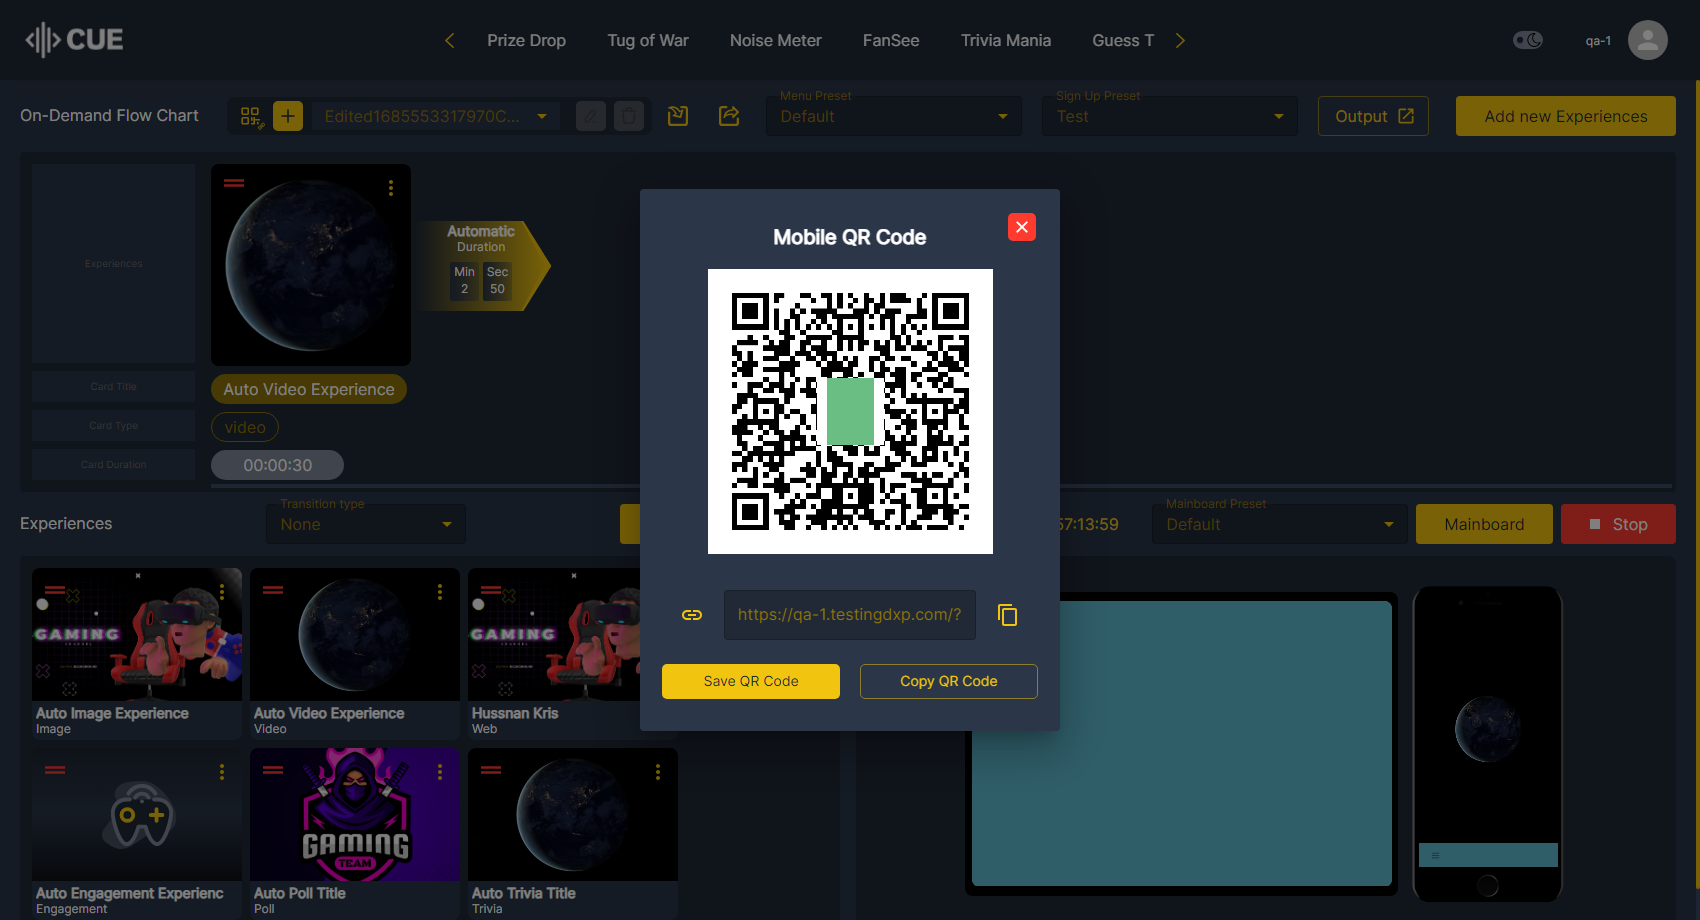 CUE
Prize Drop
Tug of War
Noise Meter
FanSee
Trivia Mania
Guess T
qa-1
On-Demand Flow Chart
Edited1685553317970C...
Menu Preset
Default
Sign Up Preset
Test
Output
Add new Experiences
Experiences
Automatic
Duration
Min
Sec
2
50
Card Title
Auto Video Experience
Card Type
video
Card Duration
00:00:30
Mobile QR Code
https://qa-1.testingdxp.com/?
Save QR Code
Copy QR Code
Experiences
Transition type
None
57:13:59
Mainboard Preset
Default
Mainboard
Stop
GAMING
Auto Image Experience
Image
Auto Video Experience
Video
GAMING
Hussnan Kris
Web
Auto Engagement Experienc
Engagement
GAMING
TEAM
Auto Poll Title
Poll
Auto Trivia Title
Trivia